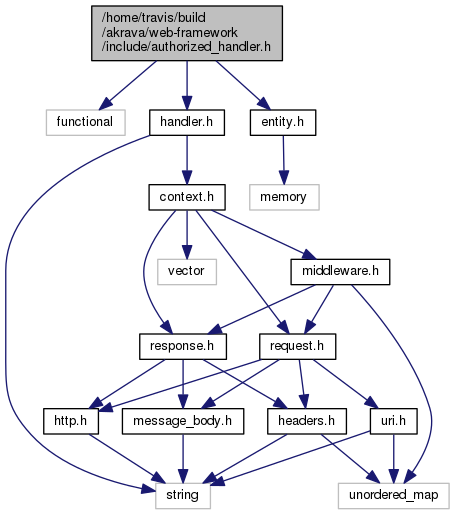 /home/travis/build
/akrava/web-framework
/include/authorized_handler.h
functional
handler.h
entity.h
context.h
memory
vector
middleware.h
response.h
request.h
http.h
message_body.h
headers.h
uri.h
string
unordered_map